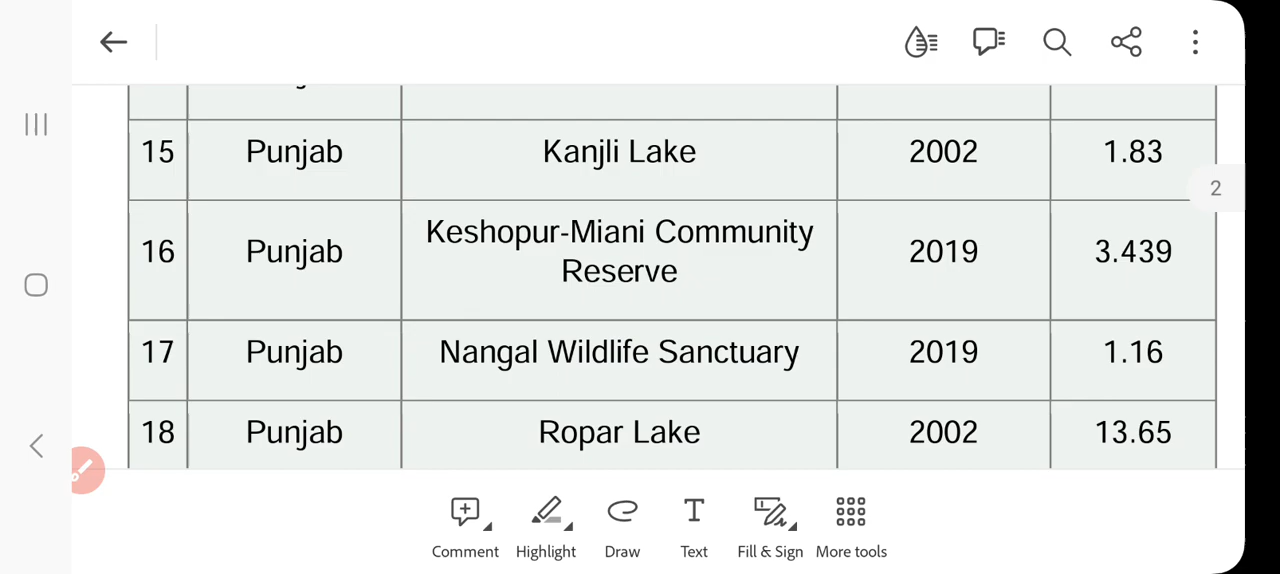 15 Punjab Kanjli Lake 2002 1.83
2
16 Punjab Keshopur-Miani Community Reserve 2019 3.439
17 Punjab Nangal Wildlife Sanctuary 2019 1.16
18 Punjab Ropar Lake 2002 13.65
Comment Highlight Draw Text Fill & Sign More tools